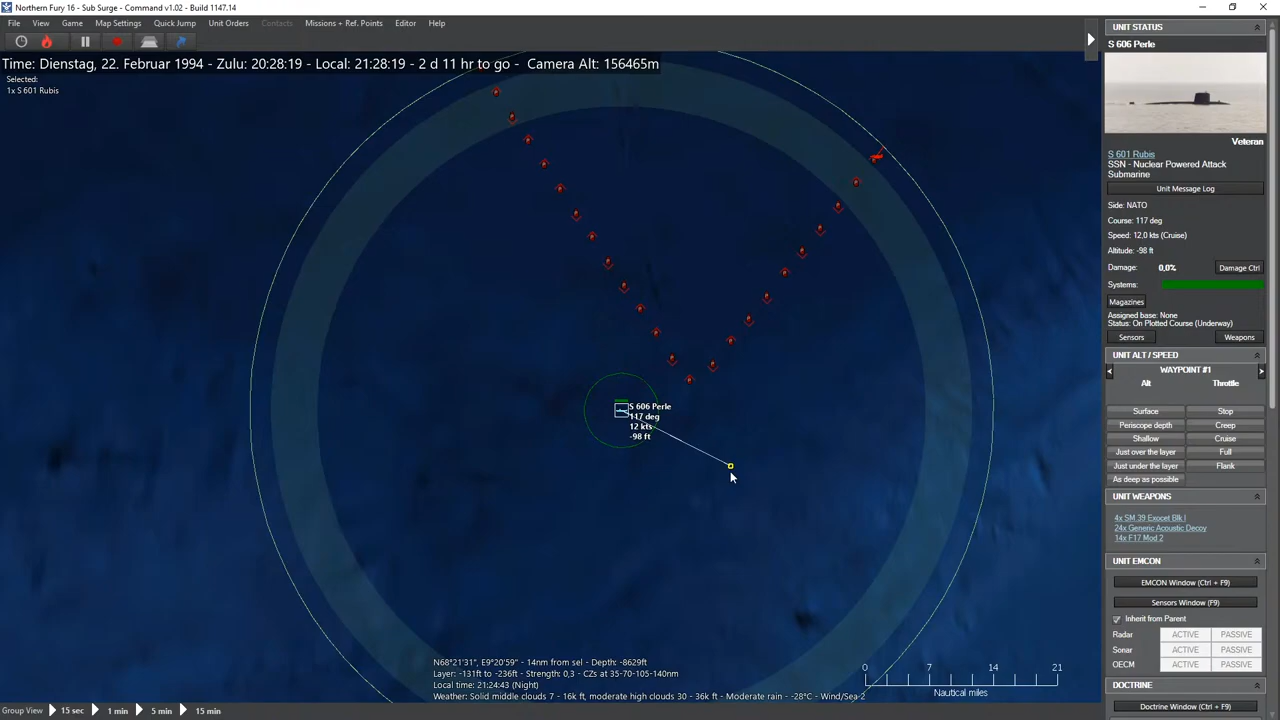 Northern Fury 16 - Sub Surge - Command v1.02 - Build 1147.14
File View Game Map Settings Quick Jump Unit Orders Contacts Missions + Ref. Points Editor Help
Time: Dienstag, 22. Februar 1994 - Zulu: 20:28:19 - Local: 21:28:19 - 2 d 11 hr to go - Camera Alt: 156465m
Selected:
1x S 601 Rubis
S 606 Perle
117 deg
12 kts
-98 ft
N68°21'31", E9°20'59" - 14nm from sel - Depth: -8629ft
Layer: -131ft to -236ft - Strength: 0,3 - CZs at 35-70-105-140nm
Local time: 21:24:43 (Night)
Weather: Solid middle clouds 7 - 16k ft, moderate high clouds 30 - 36k ft - Moderate rain - -28°C - Wind/Sea 2
0 7 14 21
Nautical miles
Group View 15 sec 1 min 5 min 15 min
UNIT STATUS
S 606 Perle
Veteran
S 601 Rubis
SSN - Nuclear Powered Attack
Submarine
Unit Message Log
Side: NATO
Course: 117 deg
Speed: 12,0 kts (Cruise)
Altitude: -98 ft
Damage: 0,0% Damage Ctrl
Systems:
Magazines
Assigned base: None
Status: On Plotted Course (Underway)
Sensors Weapons
UNIT ALT / SPEED
< WAYPOINT #1 >
Alt Throttle
Surface Stop
Periscope depth Creep
Shallow Cruise
Just over the layer Full
Just under the layer Flank
As deep as possible
UNIT WEAPONS
4x SM 39 Exocet Blk I
24x Generic Acoustic Decoy
14x F17 Mod 2
UNIT EMCON
EMCON Window (Ctrl + F9)
Sensors Window (F9)
Inherit from Parent
Radar ACTIVE PASSIVE
Sonar ACTIVE PASSIVE
OECM ACTIVE PASSIVE
DOCTRINE
Doctrine Window (Ctrl + F9)